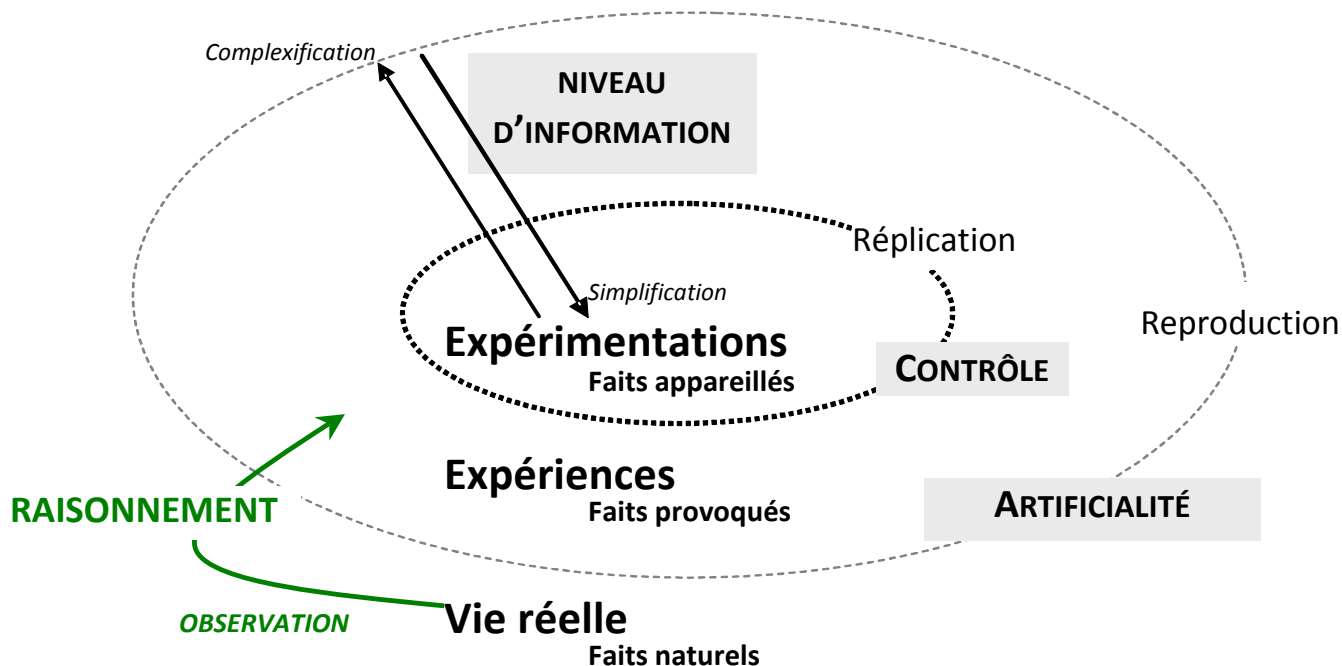 Complexification
NIVEAU
D'INFORMATION
Réplication
Simplification
Reproduction
Expérimentations
Faits appareillés
CONTRÔLE
Expériences
Faits provoqués
ARTIFICIALITÉ
RAISONNEMENT
OBSERVATION
Vie réelle
Faits naturels